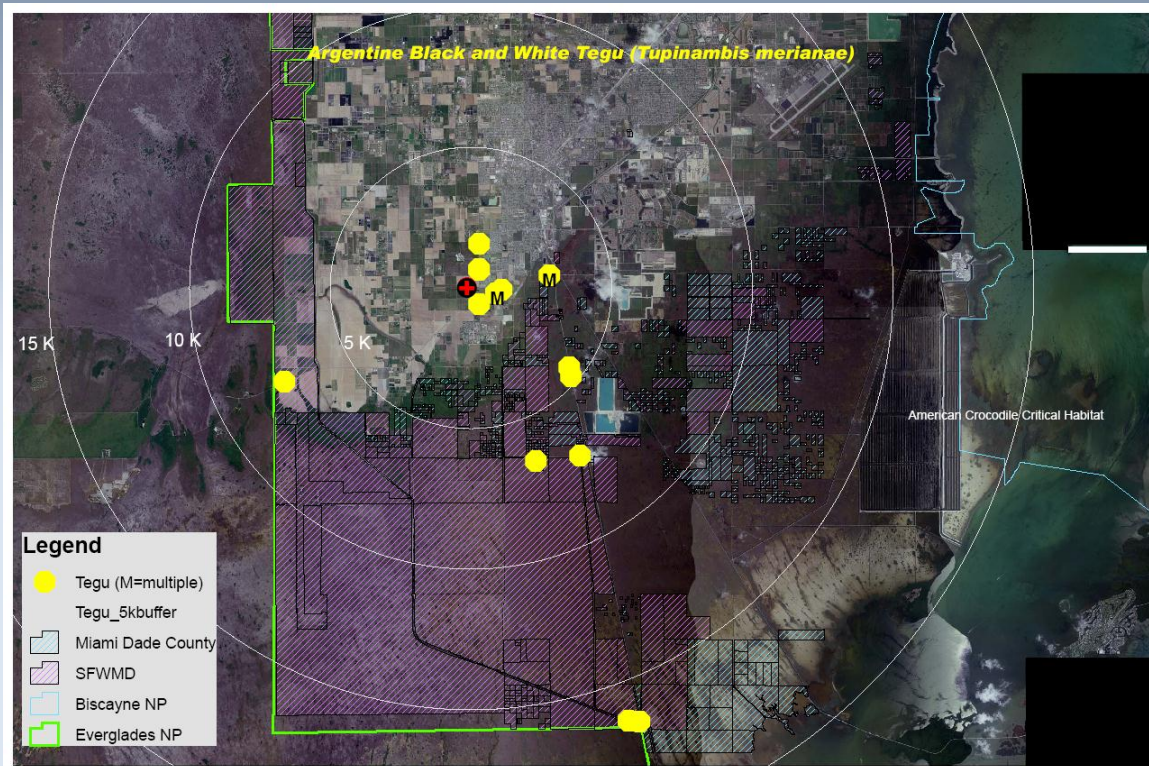 Argentine Black and White Tegu (Tupinambis merianae)
M
M
15 K
10 K
5 K
American Crocodile Critical Habitat
Legend
Tegu (M=multiple)
Tegu_5kbuffer
Miami Dade County
SFWMD
Biscayne NP
Everglades NP